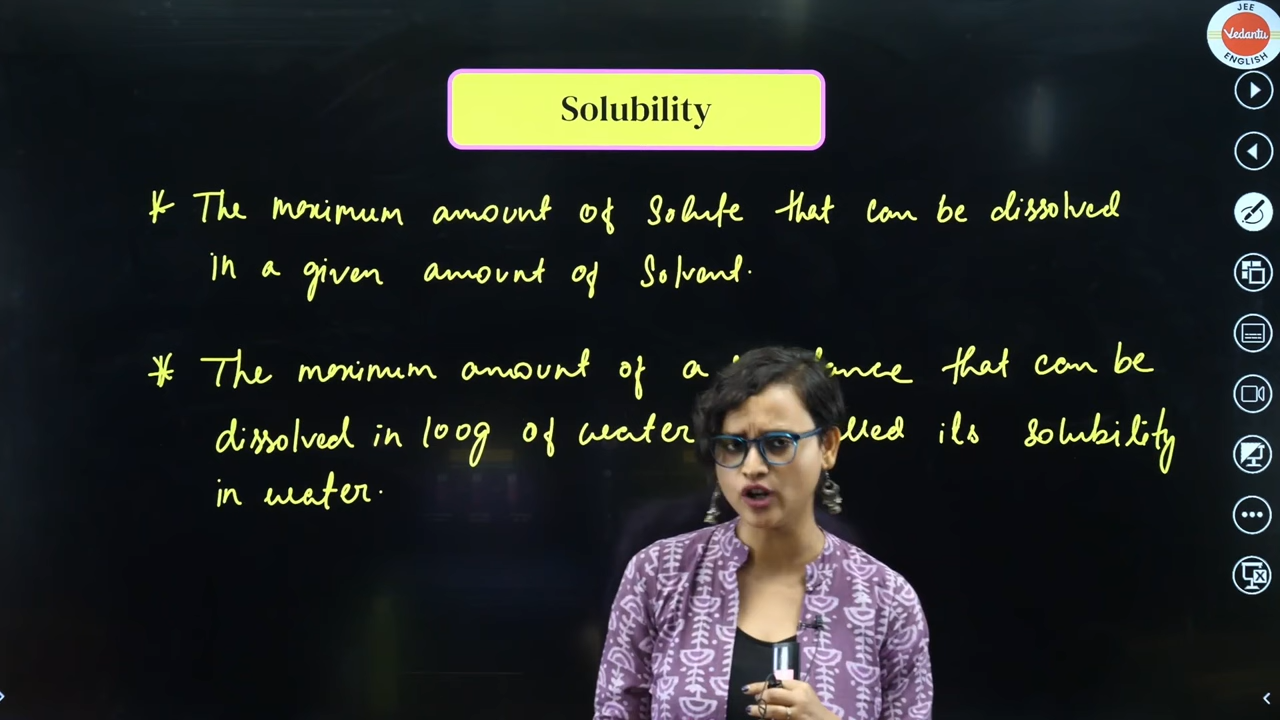 JEE
Vedantu
ENGLISH
Solubility
* The maximum amount of Solute that can be dissolved
in a given amount of Solvent.
* The maximum amount of a that can be
dissolved in 100g of water its solubility
in water.